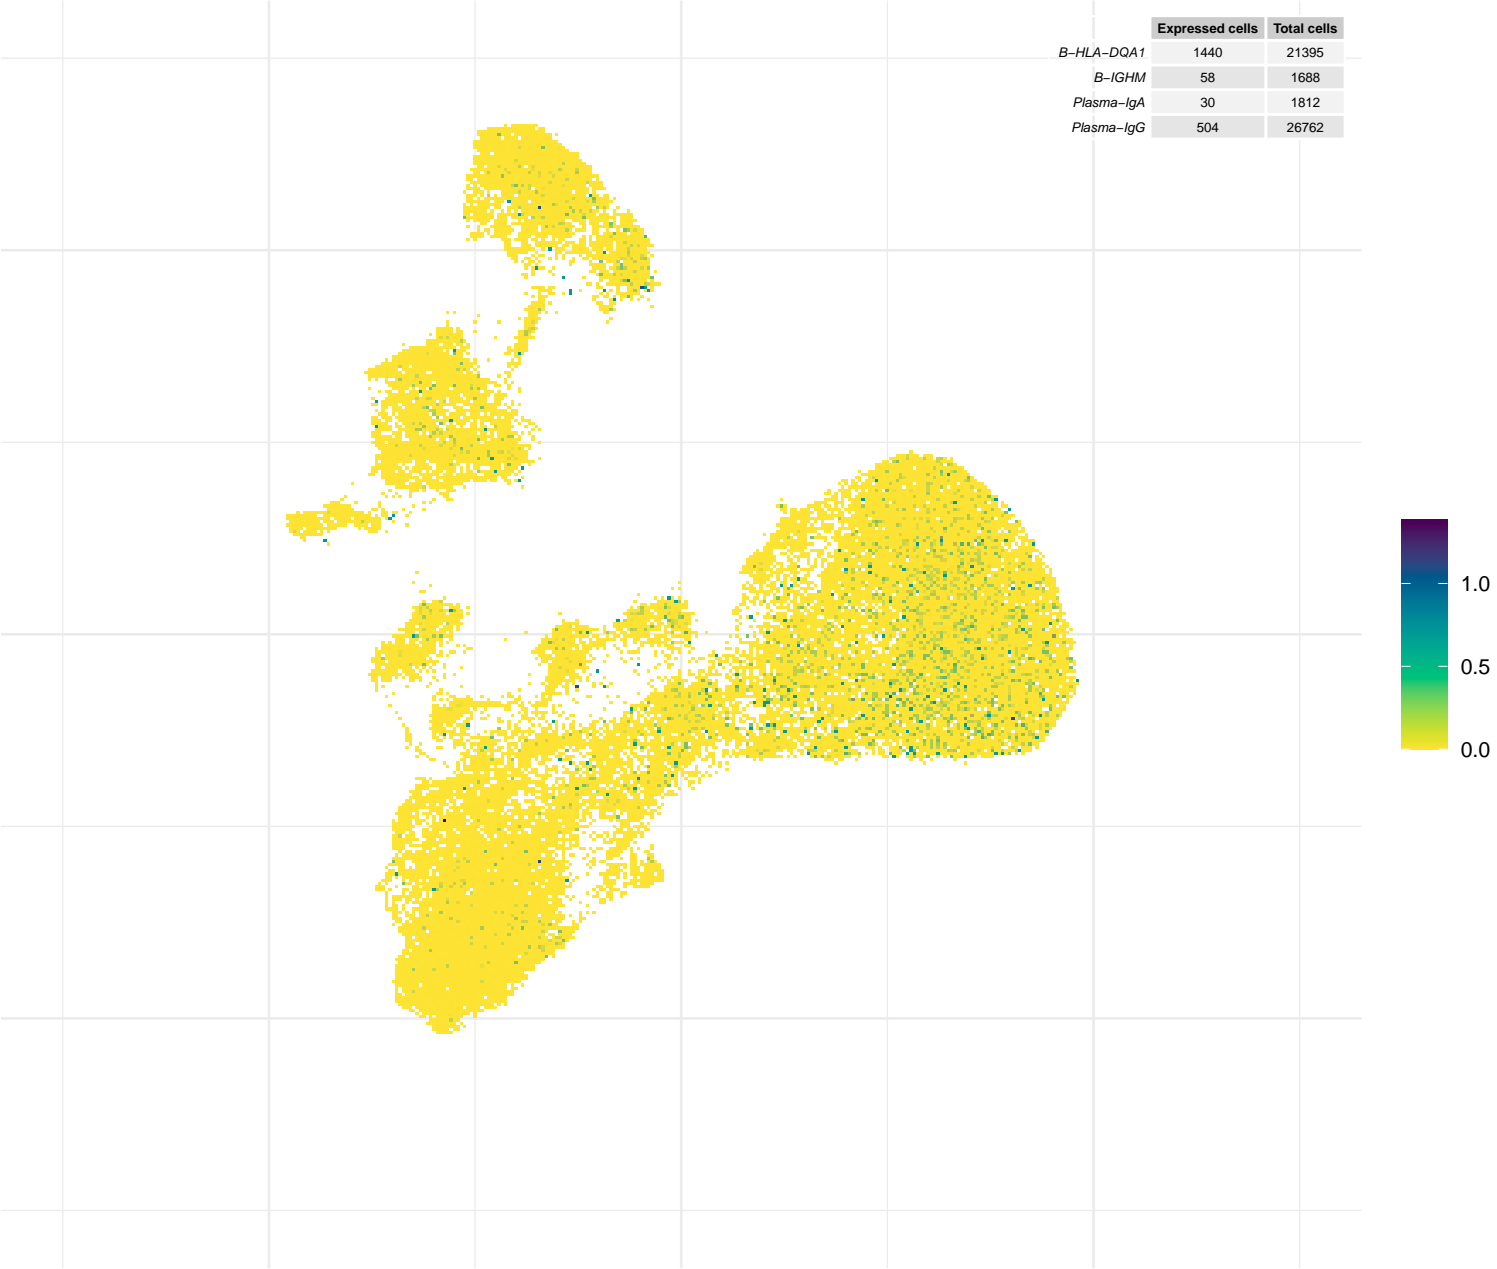 Expressed cells Total cells
B−HLA−DQA1 1440 21395
B−IGHM 58 1688
Plasma−IgA 30 1812
Plasma−IgG 504 26762
1.0
0.5
0.0